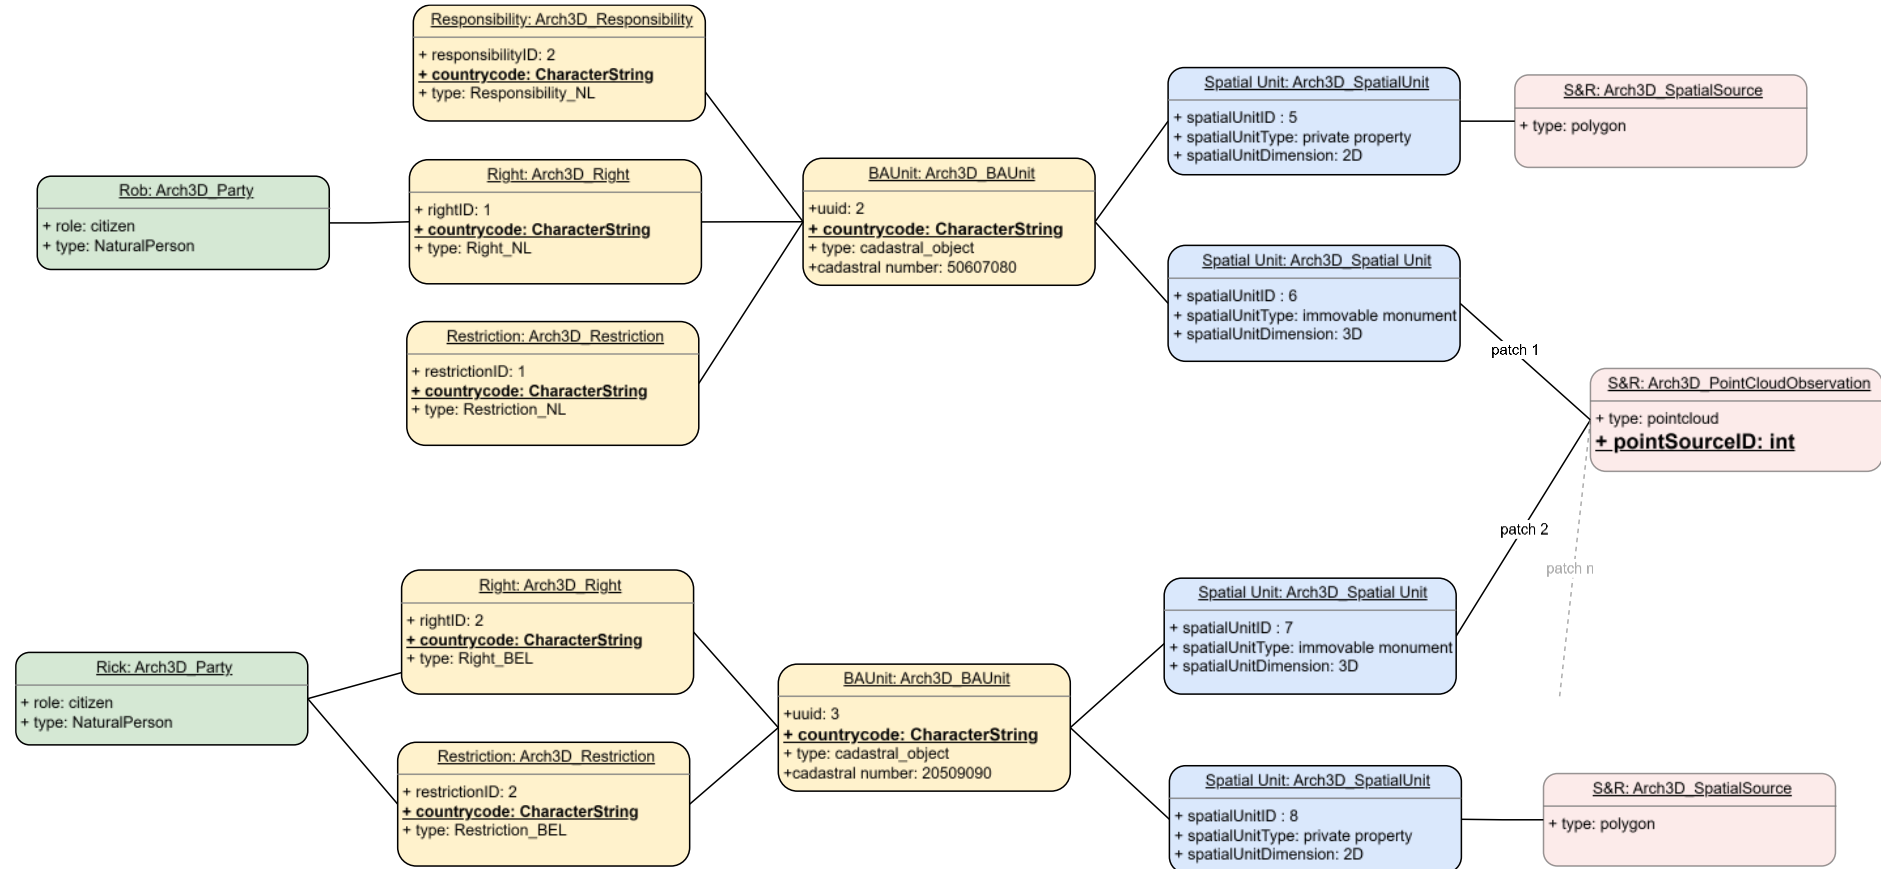 Responsibility: Arch3D_Responsibility
+ responsibilityID: 2
+ countrycode: CharacterString
+ type: Responsibility_NL
Rob: Arch3D_Party
+ role: citizen
+ type: NaturalPerson
Right: Arch3D_Right
+ rightID: 1
+ countrycode: CharacterString
+ type: Right_NL
Restriction: Arch3D_Restriction
+ restrictionID: 1
+ countrycode: CharacterString
+ type: Restriction_NL
BAUnit: Arch3D_BAUnit
+uuid: 2
+ countrycode: CharacterString
+ type: cadastral_object
+cadastral number: 50607080
Spatial Unit: Arch3D_SpatialUnit
+ spatialUnitID : 5
+ spatialUnitType: private property
+ spatialUnitDimension: 2D
S&R: Arch3D_SpatialSource
+ type: polygon
Spatial Unit: Arch3D_Spatial Unit
+ spatialUnitID : 6
+ spatialUnitType: immovable monument
+ spatialUnitDimension: 3D
patch 1
S&R: Arch3D_PointCloudObservation
+ type: pointcloud
+ pointSourceID: int
patch 2
patch n
Rick: Arch3D_Party
+ role: citizen
+ type: NaturalPerson
Right: Arch3D_Right
+ rightID: 2
+ countrycode: CharacterString
+ type: Right_BEL
Restriction: Arch3D_Restriction
+ restrictionID: 2
+ countrycode: CharacterString
+ type: Restriction_BEL
BAUnit: Arch3D_BAUnit
+uuid: 3
+ countrycode: CharacterString
+ type: cadastral_object
+cadastral number: 20509090
Spatial Unit: Arch3D_Spatial Unit
+ spatialUnitID : 7
+ spatialUnitType: immovable monument
+ spatialUnitDimension: 3D
Spatial Unit: Arch3D_SpatialUnit
+ spatialUnitID : 8
+ spatialUnitType: private property
+ spatialUnitDimension: 2D
S&R: Arch3D_SpatialSource
+ type: polygon